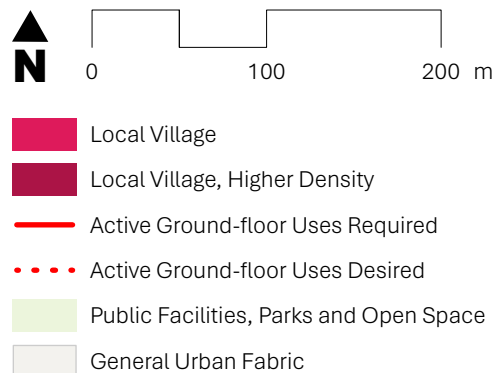 N
0 100 200 m
Local Village
Local Village, Higher Density
Active Ground-floor Uses Required
Active Ground-floor Uses Desired
Public Facilities, Parks and Open Space
General Urban Fabric